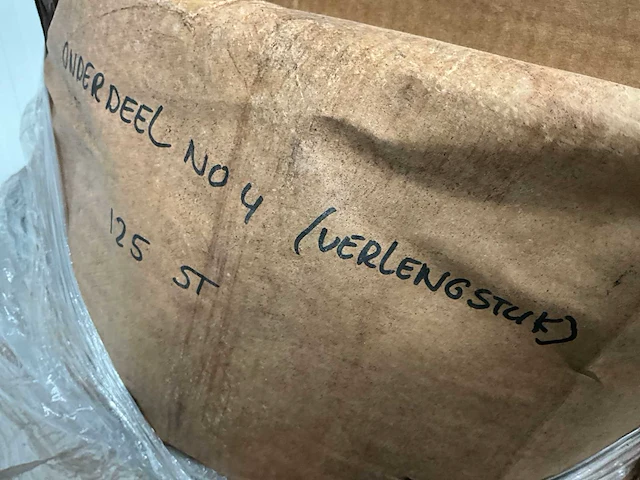 ONDERDEEL NO 4 (VERLENGSTUK)
125 ST